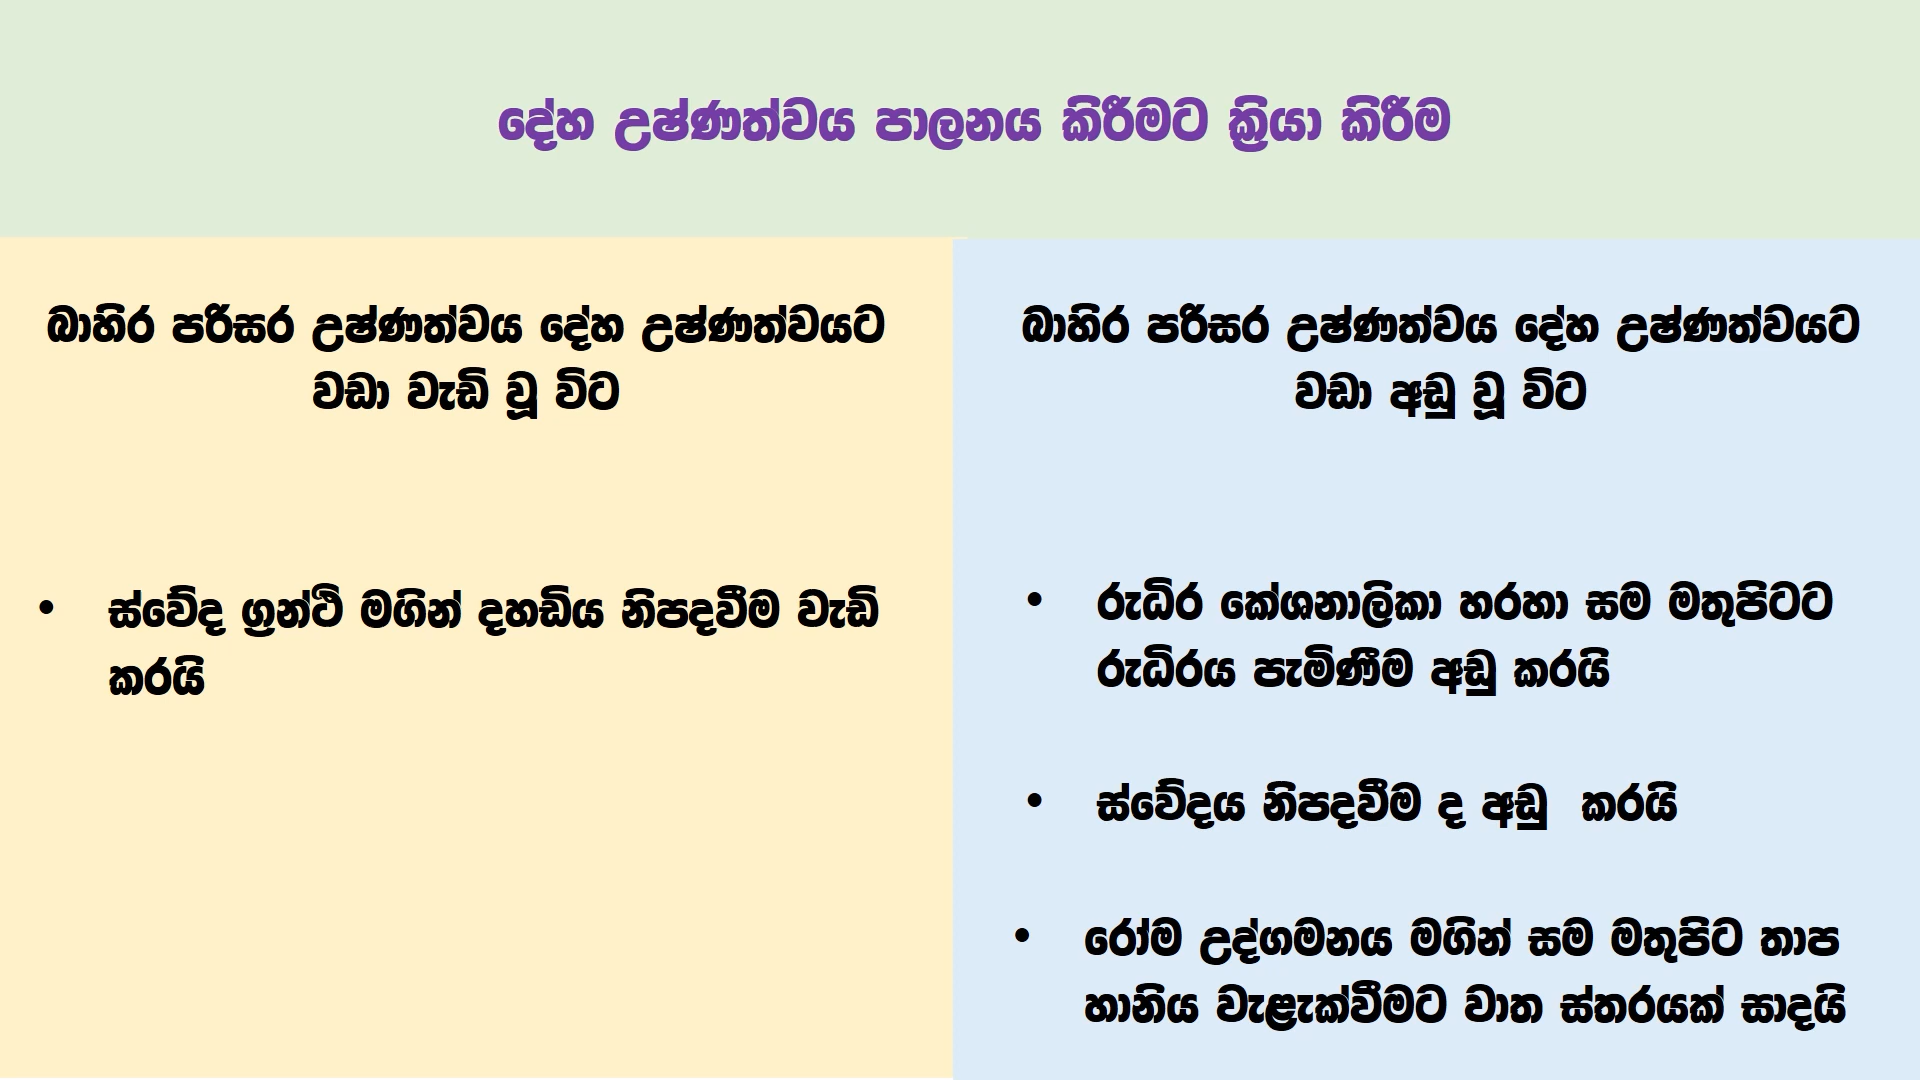 දේහ උෂ්ණත්වය පාලනය කිරීමට ක්‍රියා කිරීම
බාහිර පරිසර උෂ්ණත්වය දේහ උෂ්ණත්වයට
වඩා වැඩි වූ විට
• ස්වේද ග්‍රන්ථි මගින් දහඩිය නිපදවීම වැඩි
කරයි
බාහිර පරිසර උෂ්ණත්වය දේහ උෂ්ණත්වයට
වඩා අඩු වූ විට
• රුධිර කේශනාලිකා හරහා සම මතුපිටට
රුධිරය පැමිණීම අඩු කරයි
• ස්වේදය නිපදවීම ද අඩු කරයි
• රෝම උද්ගමනය මගින් සම මතුපිට තාප
හානිය වැළැක්වීමට වාත ස්තරයක් සාදයි